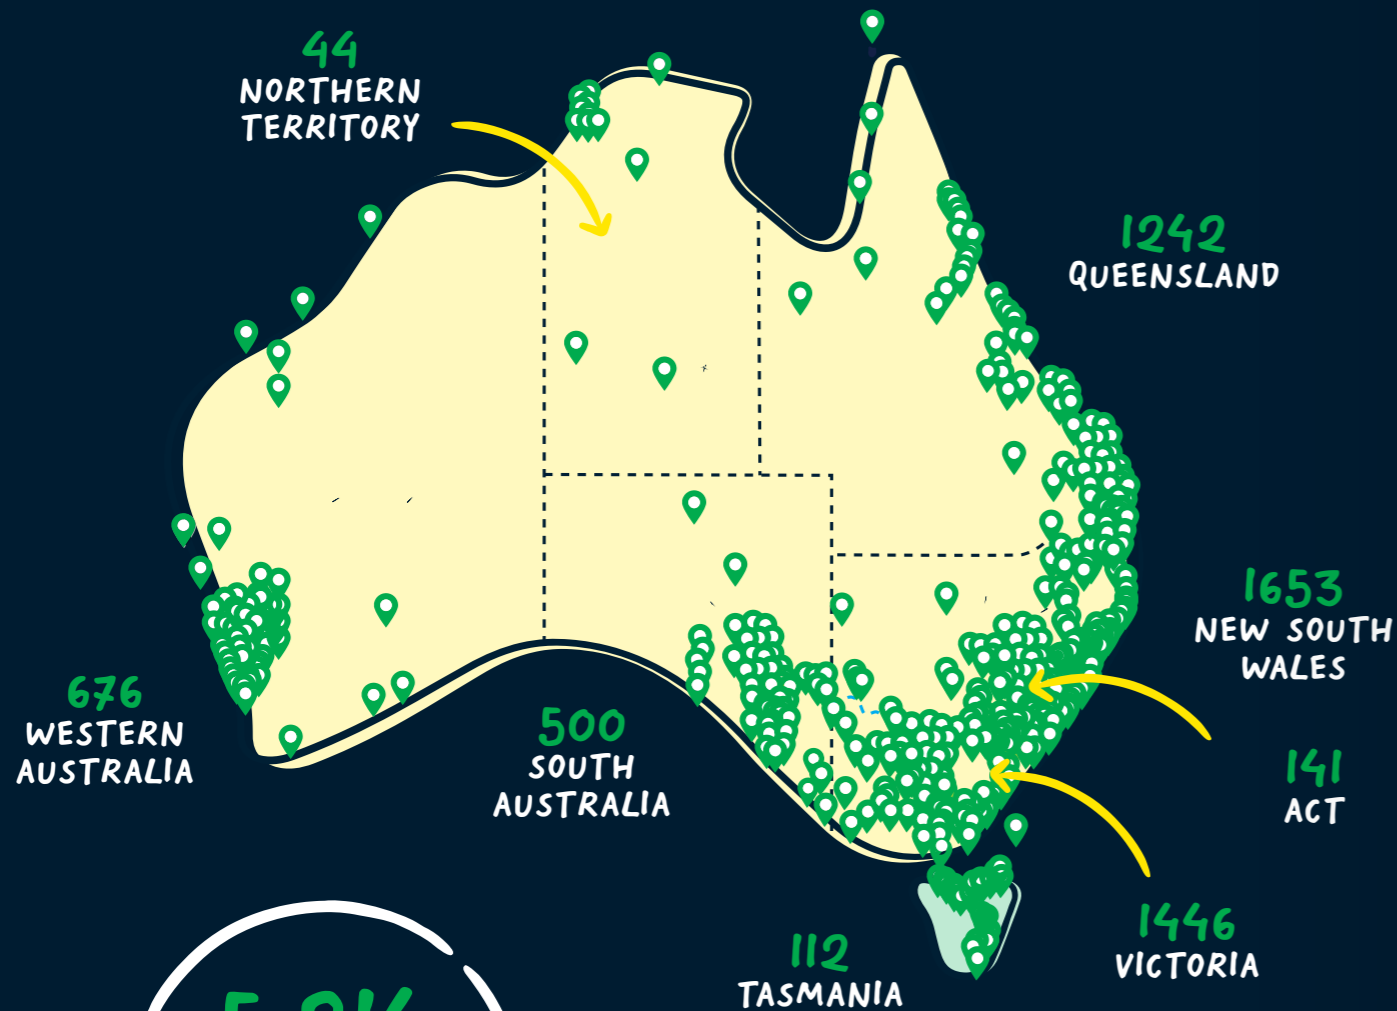 44
NORTHERN
TERRITORY
1242
QUEENSLAND
1653
NEW SOUTH
WALES
676
WESTERN
AUSTRALIA
500
SOUTH
AUSTRALIA
141
ACT
1446
VICTORIA
112
TASMANIA